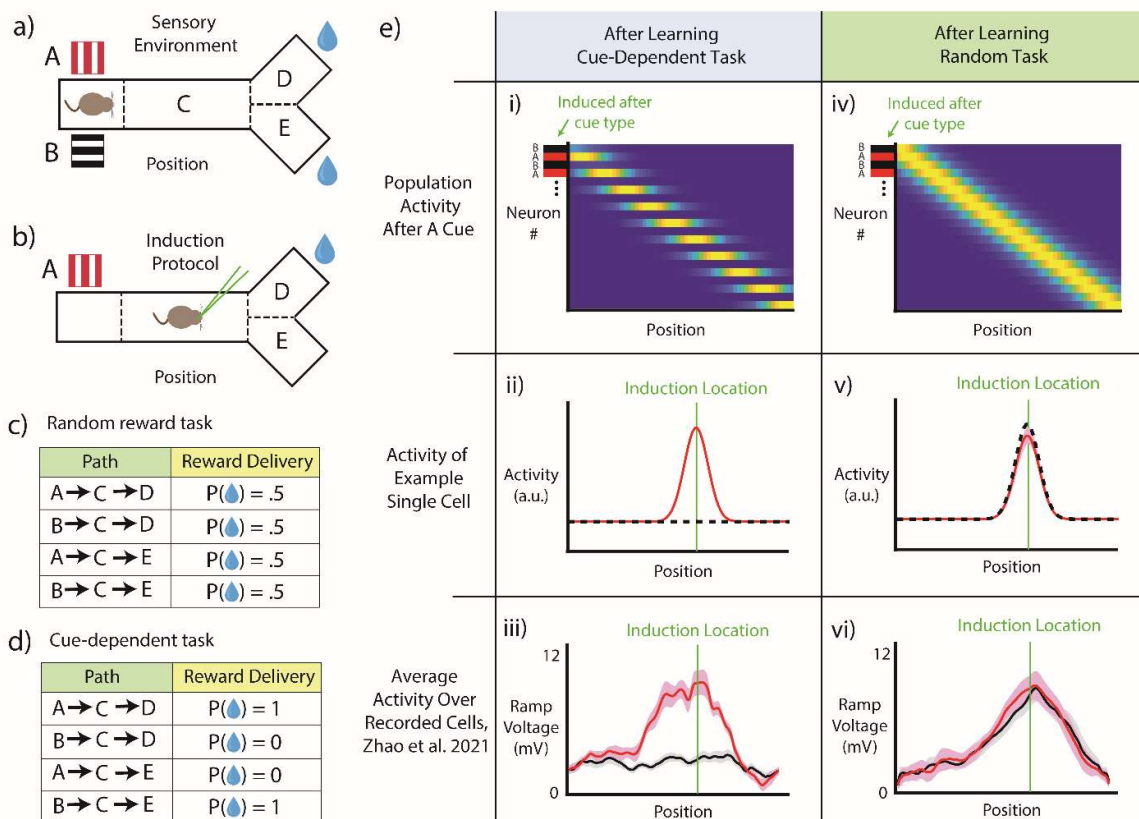 a)
Sensory
Environment
A
B
C
D
E
Position
b)
Induction
Protocol
A
D
E
Position
c) Random reward task
Path Reward Delivery
A→C→D P(💧) = .5
B→C→D P(💧) = .5
A→C→E P(💧) = .5
B→C→E P(💧) = .5
d) Cue-dependent task
Path Reward Delivery
A→C→D P(💧) = 1
B→C→D P(💧) = 0
A→C→E P(💧) = 0
B→C→E P(💧) = 1
e)
After Learning
Cue-Dependent Task
After Learning
Random Task
Population
Activity
After A Cue
i)
Induced after
cue type
B
A
B
A
Neuron
#
Position
iv)
Induced after
cue type
B
A
B
A
Neuron
#
Position
Activity of
Example
Single Cell
ii)
Induction Location
Activity
(a.u.)
Position
v)
Induction Location
Activity
(a.u.)
Position
Average
Activity Over
Recorded Cells,
Zhao et al. 2021
iii)
Induction Location
12
Ramp
Voltage
(mV)
0
Position
vi)
Induction Location
12
Ramp
Voltage
(mV)
0
Position